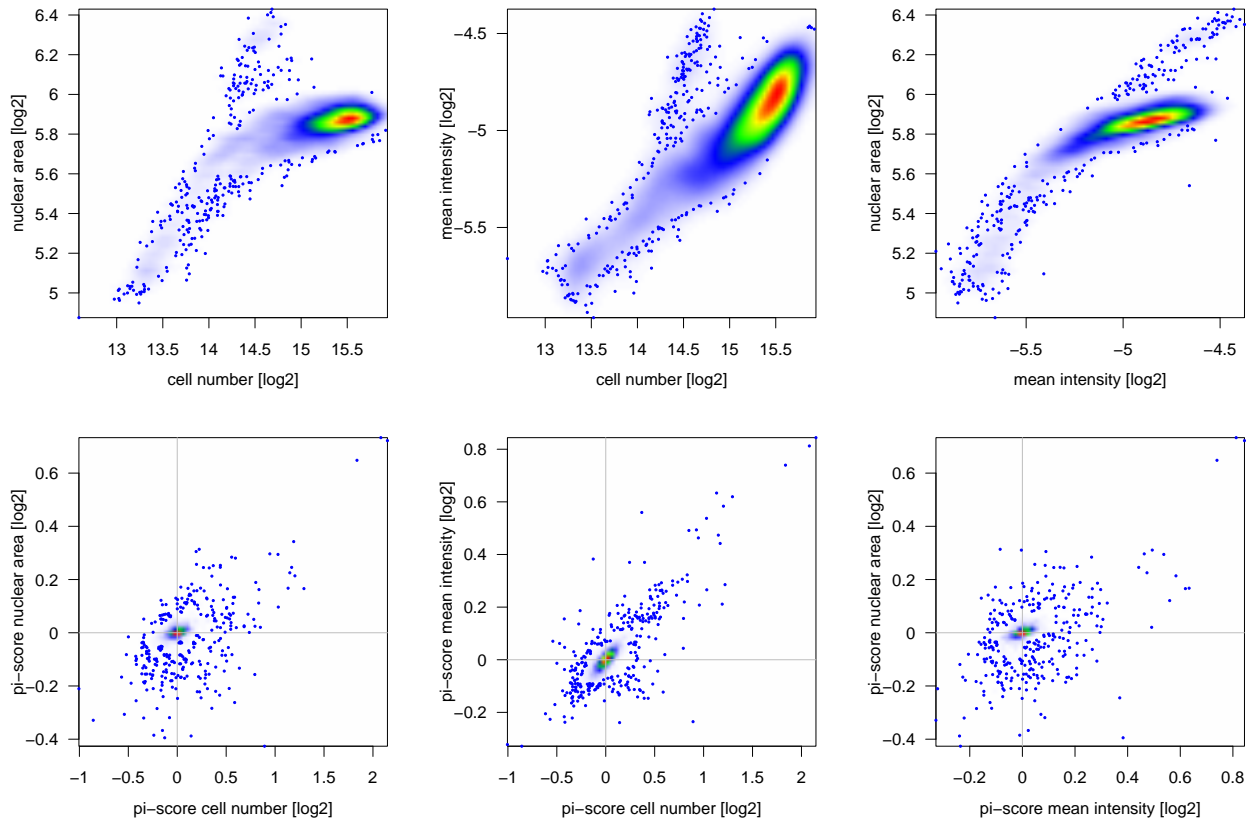 6.4
6.2
6
5.8
5.6
5.4
5.2
5
nuclear area [log2]
13 13.5 14 14.5 15 15.5
cell number [log2]
−4.5
−5
−5.5
mean intensity [log2]
13 13.5 14 14.5 15 15.5
cell number [log2]
6.4
6.2
6
5.8
5.6
5.4
5.2
5
nuclear area [log2]
−5.5 −5 −4.5
mean intensity [log2]
0.6
0.4
0.2
0
−0.2
−0.4
pi−score nuclear area [log2]
−1 −0.5 0 0.5 1 1.5 2
pi−score cell number [log2]
0.8
0.6
0.4
0.2
0
−0.2
pi−score mean intensity [log2]
−1 −0.5 0 0.5 1 1.5 2
pi−score cell number [log2]
0.6
0.4
0.2
0
−0.2
−0.4
pi−score nuclear area [log2]
−0.2 0 0.2 0.4 0.6 0.8
pi−score mean intensity [log2]